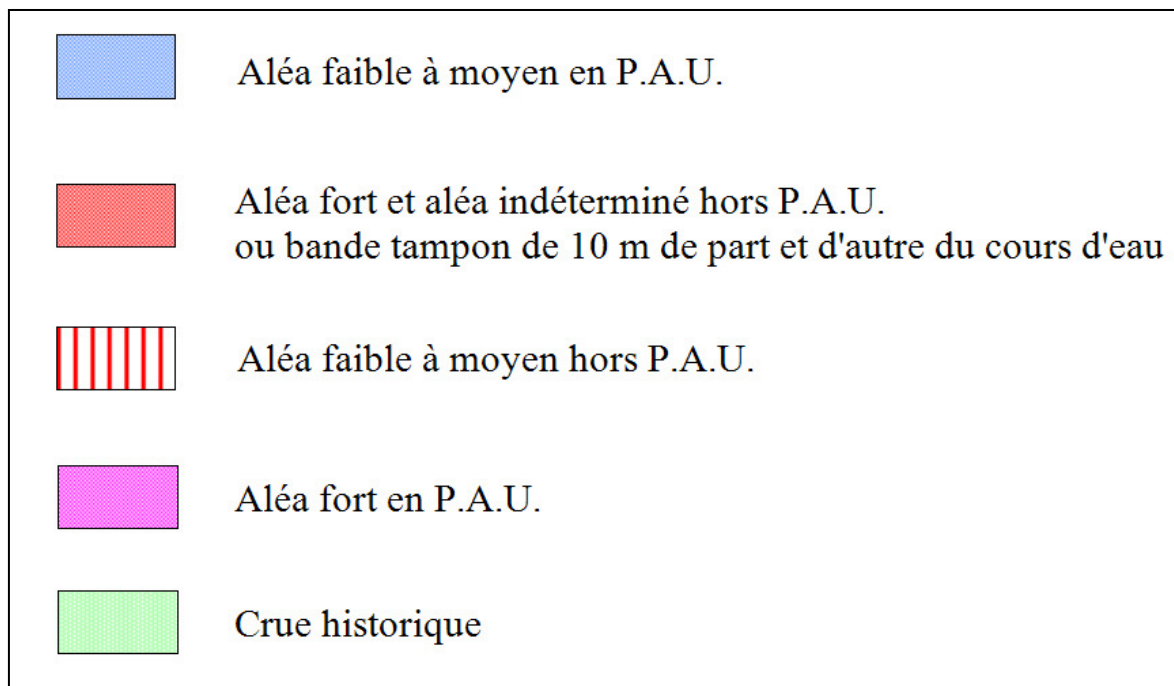 Aléa faible à moyen en P.A.U.
Aléa fort et aléa indéterminé hors P.A.U.
ou bande tampon de 10 m de part et d'autre du cours d'eau
Aléa faible à moyen hors P.A.U.
Aléa fort en P.A.U.
Crue historique